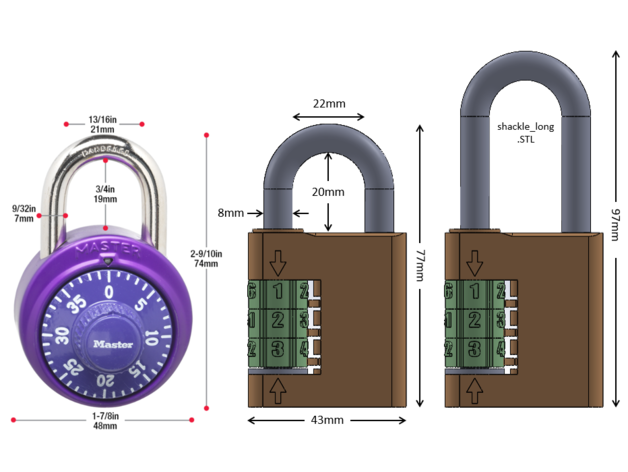 13/16in
21mm
3/4in
19mm
9/32in
7mm
2-9/10in
74mm
MASTER
0
5
10
15
20
25
30
35
Master
1-7/8in
48mm
22mm
20mm
8mm
77mm
1
2
3
43mm
shackle_long
.STL
1
2
3
97mm